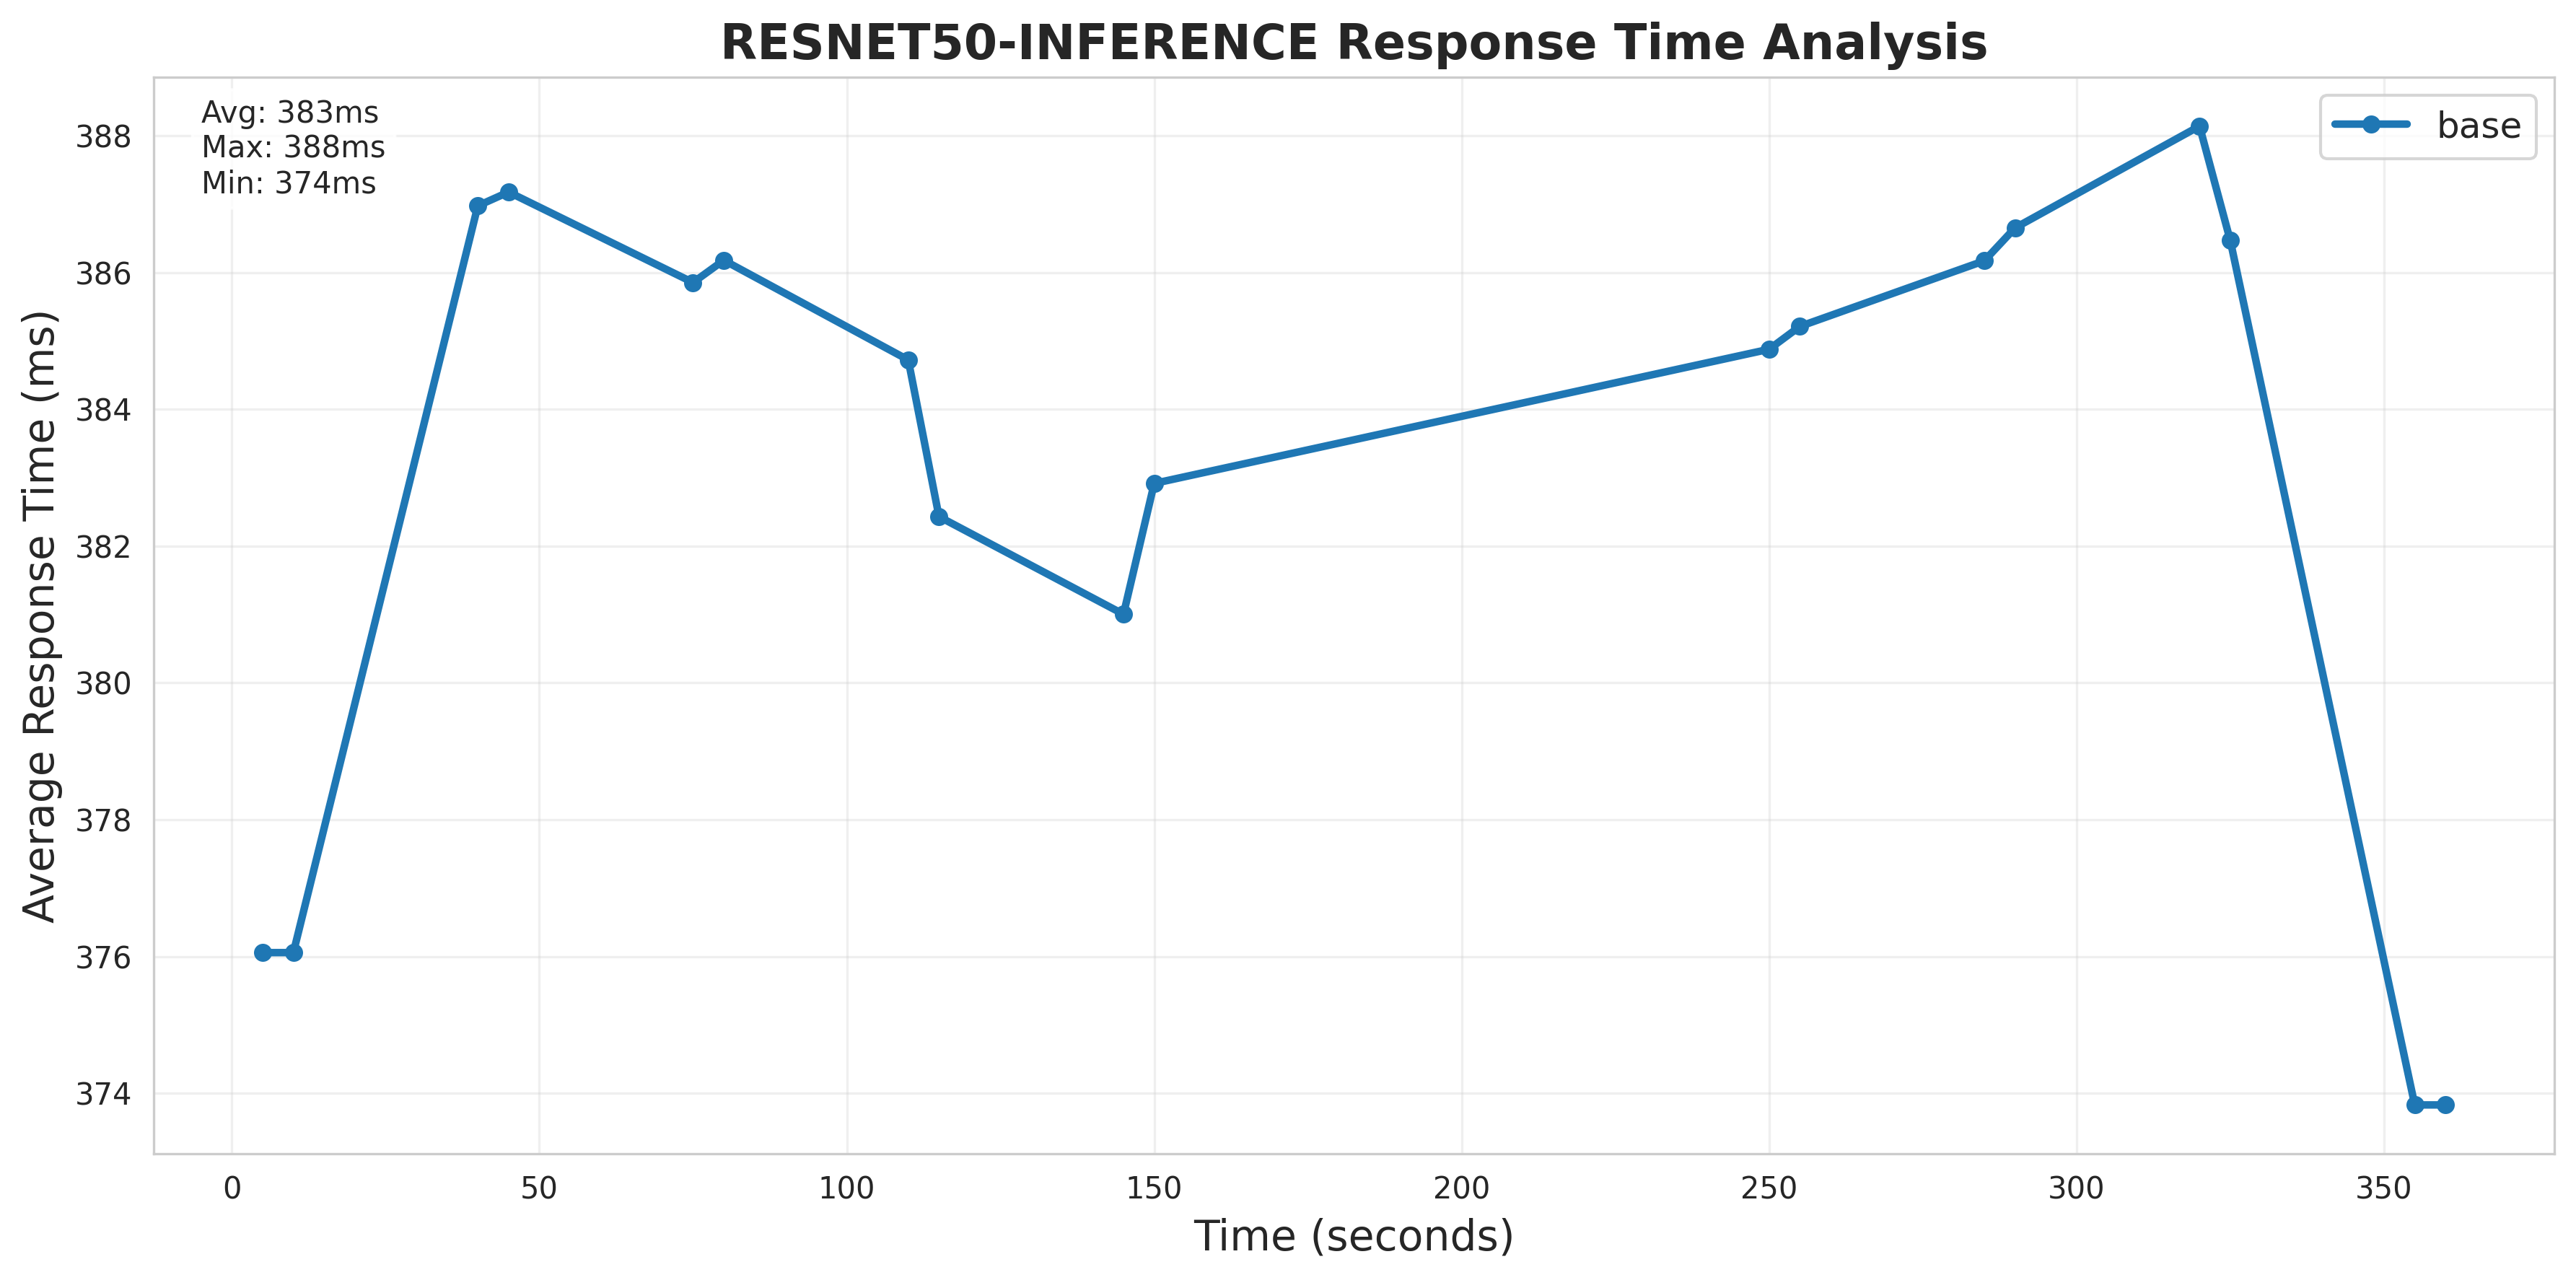 RESNET50-INFERENCE Response Time Analysis
Avg: 383ms
Max: 388ms
Min: 374ms
base
Average Response Time (ms)
388
386
384
382
380
378
376
374
0 50 100 150 200 250 300 350
Time (seconds)